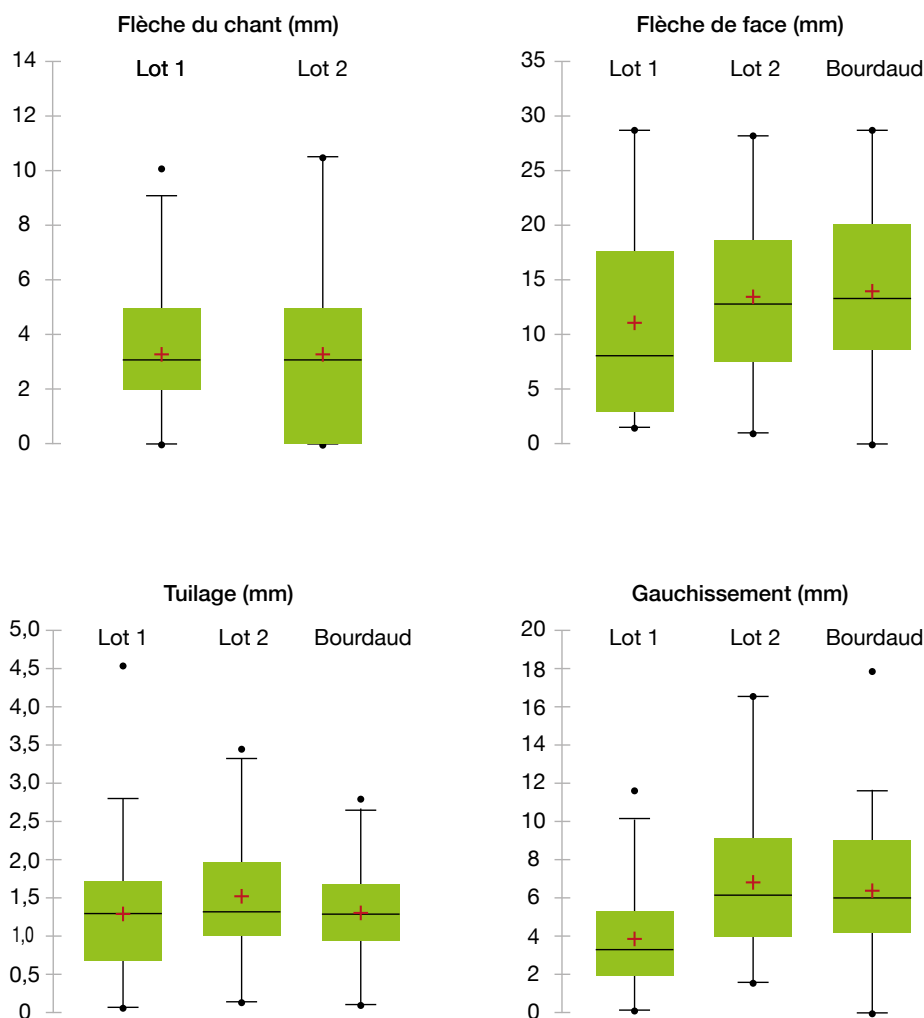 Flèche du chant (mm)
14
12
10
8
6
4
2
0
Lot 1
Lot 2
Flèche de face (mm)
35
30
25
20
15
10
5
0
Lot 1
Lot 2
Bourdaud
Tuilage (mm)
5,0
4,5
4,0
3,5
3,0
2,5
2,0
1,5
1,0
0,5
0
Lot 1
Lot 2
Bourdaud
Gauchissement (mm)
20
18
16
14
12
10
8
6
4
2
0
Lot 1
Lot 2
Bourdaud